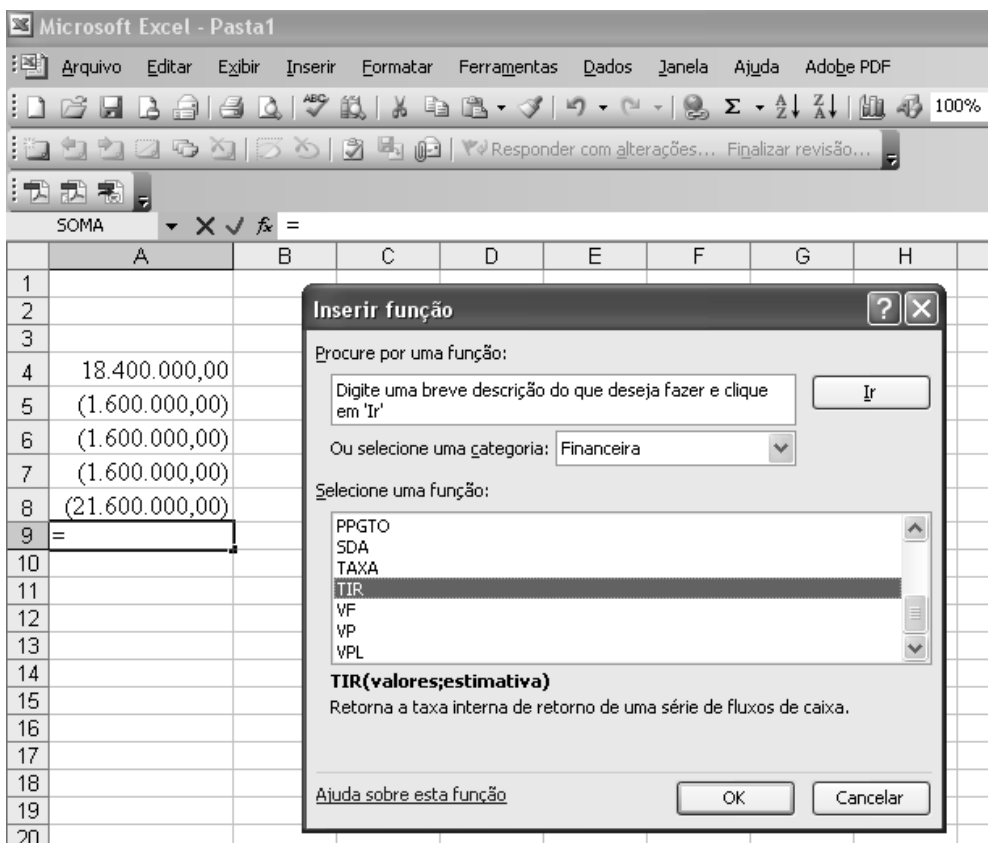 Microsoft Excel - Pasta1
Arquivo Editar Exibir Inserir Formatar Ferramentas Dados Janela Ajuda Adobe PDF
ABC Σ A Z Z A 100%
Responder com alterações... Finalizar revisão...
SOMA fx =
A B C D E F G H
1
2
Inserir função
3
Procure por uma função:
4 18.400.000,00
Digite uma breve descrição do que deseja fazer e clique
em 'Ir'
Ir
5 (1.600.000,00)
6 (1.600.000,00)
Ou selecione uma categoria: Financeira
7 (1.600.000,00)
Selecione uma função:
8 (21.600.000,00)
PPGTO
9 =
SDA
10
TAXA
11
TIR
12
VF
13
VP
VPL
14
TIR(valores;estimativa)
15
Retorna a taxa interna de retorno de uma série de fluxos de caixa.
16
17
18
Ajuda sobre esta função OK Cancelar
19
20